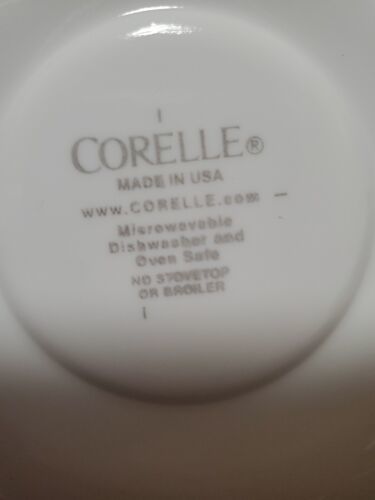 CORELLE®
MADE IN USA
www.CORELLE.com
Microwavable
Dishwasher and
Oven Safe
NO STOVETOP
OR BROILER